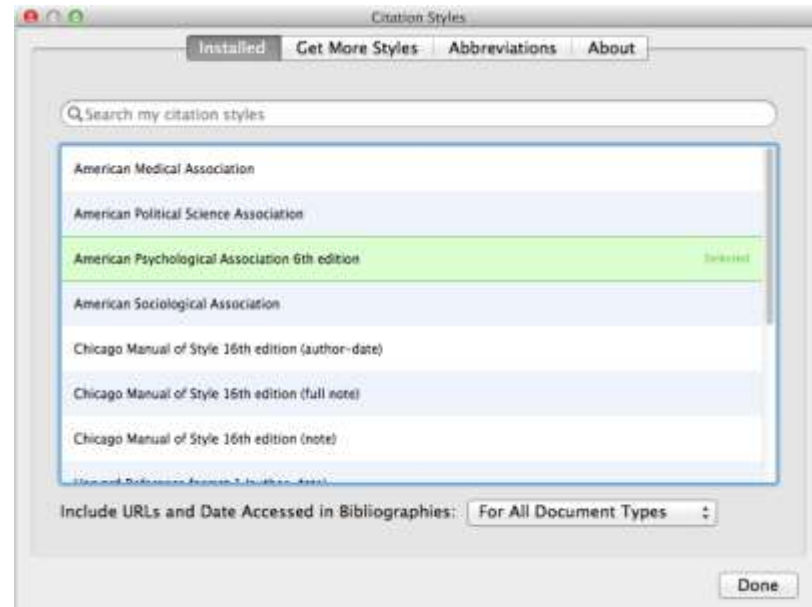 Citation Styles
Installed Get More Styles Abbreviations About
Search my citation styles
American Medical Association
American Political Science Association
American Psychological Association 6th edition Selected
American Sociological Association
Chicago Manual of Style 16th edition (author-date)
Chicago Manual of Style 16th edition (full note)
Chicago Manual of Style 16th edition (note)
Include URLs and Date Accessed in Bibliographies: For All Document Types
Done